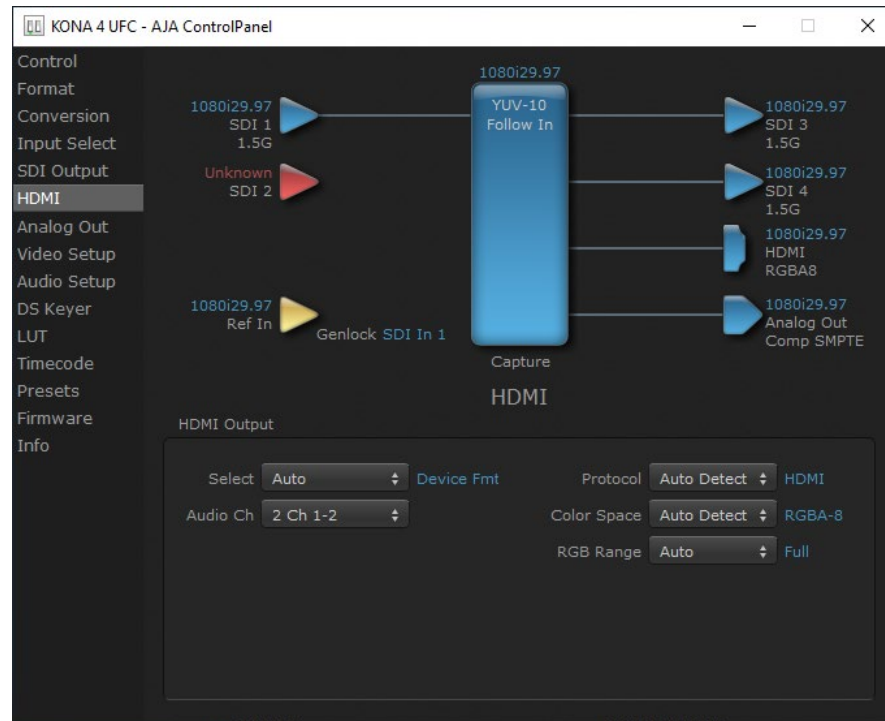 KONA 4 UFC - AJA ControlPanel
Control
Format
Conversion
Input Select
SDI Output
HDMI
Analog Out
Video Setup
Audio Setup
DS Keyer
LUT
Timecode
Presets
Firmware
Info
1080i29.97
YUV-10
Follow In
1080i29.97
SDI 1
1.5G
Unknown
SDI 2
1080i29.97
Ref In
Genlock SDI In 1
Capture
1080i29.97
SDI 3
1.5G
1080i29.97
SDI 4
1.5G
1080i29.97
HDMI
RGBA8
1080i29.97
Analog Out
Comp SMPTE
HDMI
HDMI Output
Select Auto Device Fmt Protocol Auto Detect HDMI
Audio Ch 2 Ch 1-2 Color Space Auto Detect RGBA-8
RGB Range Auto Full